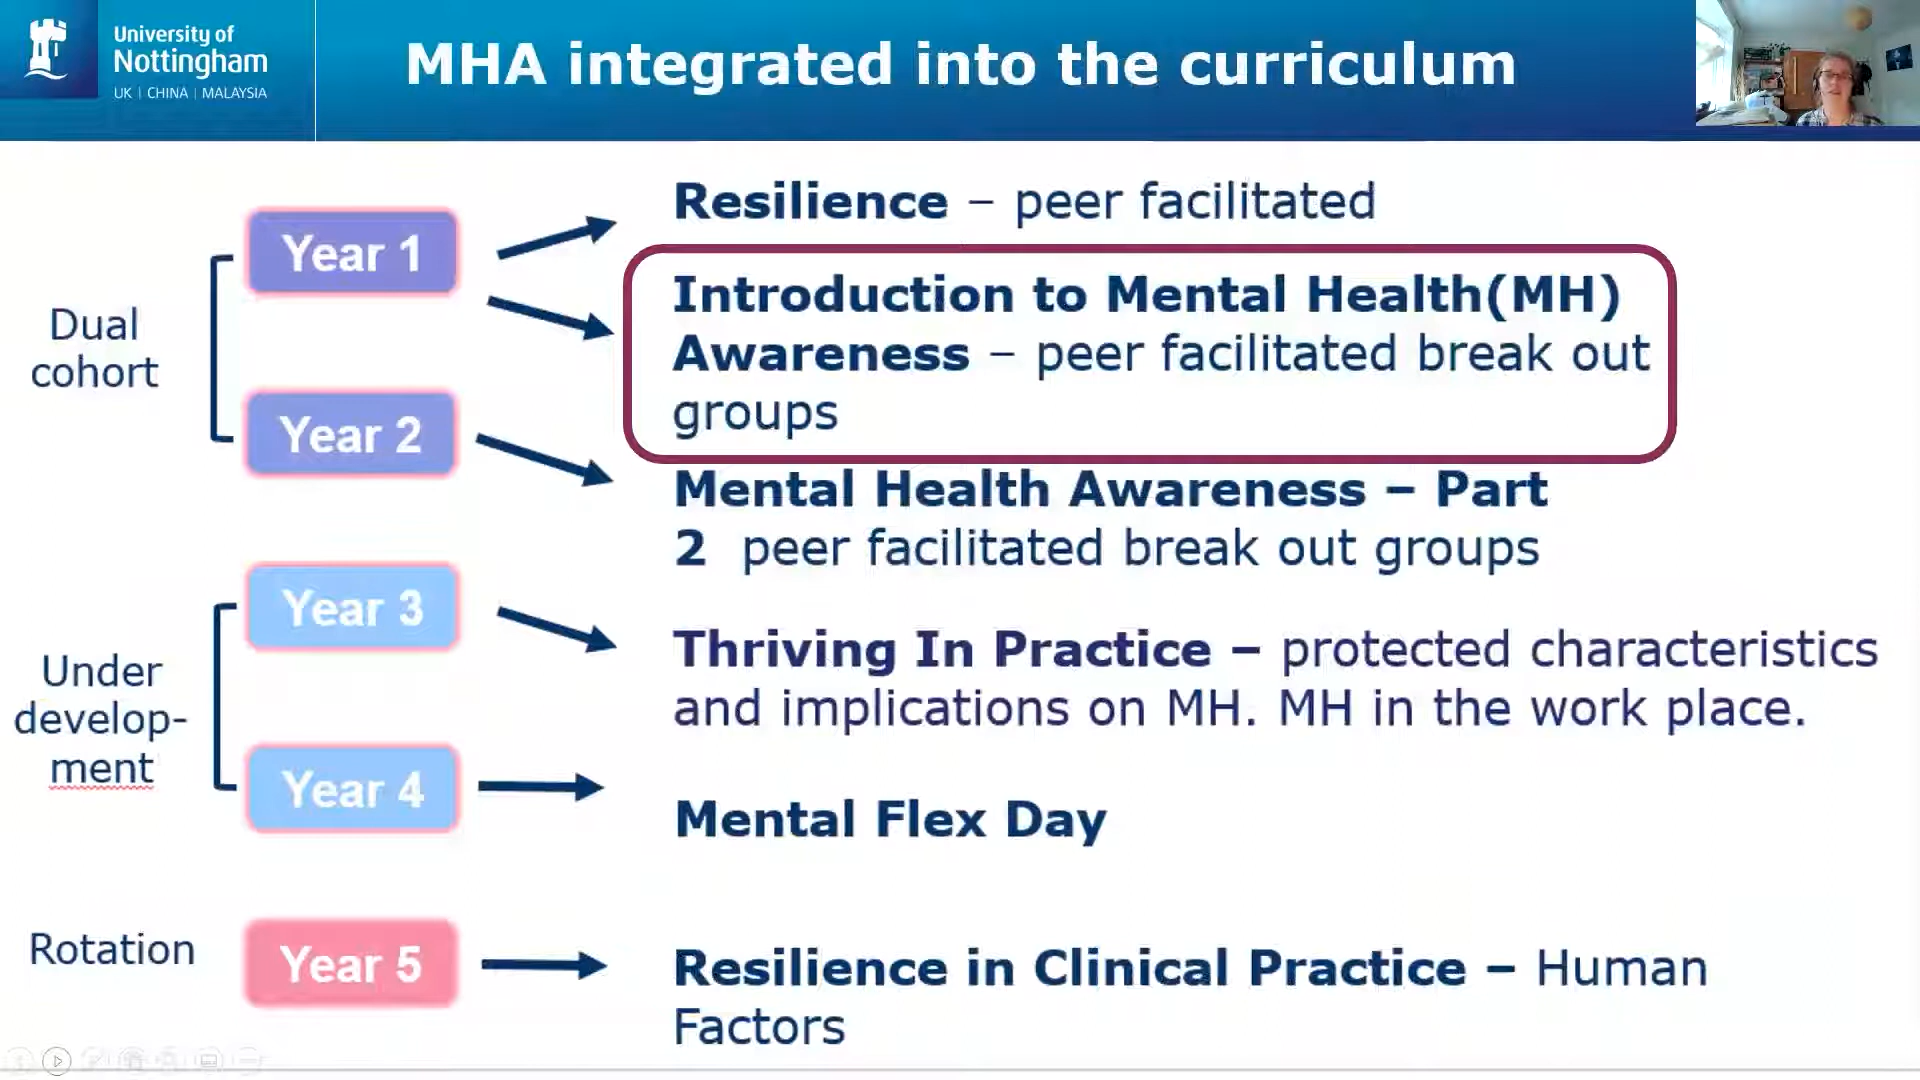 University of
Nottingham
UK | CHINA | MALAYSIA
MHA integrated into the curriculum
Dual
cohort
Year 1
Resilience – peer facilitated
Introduction to Mental Health(MH)
Awareness – peer facilitated break out
groups
Year 2
Mental Health Awareness – Part
2 peer facilitated break out groups
Under
develop-
ment
Year 3
Thriving In Practice – protected characteristics
and implications on MH. MH in the work place.
Year 4
Mental Flex Day
Rotation
Year 5
Resilience in Clinical Practice – Human
Factors